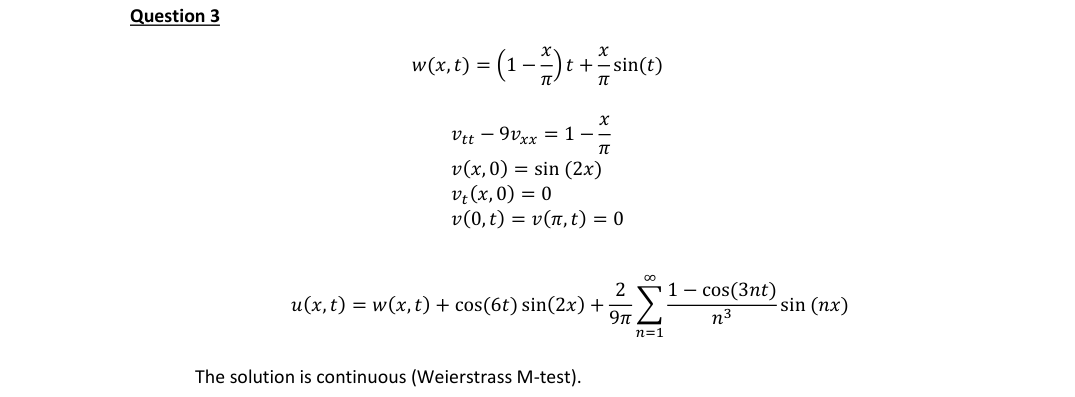 Question 3
w(x, t) = (1 − x/π) t + x/π sin(t)
v_tt − 9v_xx = 1 − x/π
v(x, 0) = sin (2x)
v_t(x, 0) = 0
v(0, t) = v(π, t) = 0
u(x, t) = w(x, t) + cos(6t) sin(2x) + 2/9π ∑_{n=1}^{∞} 1 − cos(3nt)/n³ sin (nx)
The solution is continuous (Weierstrass M-test).